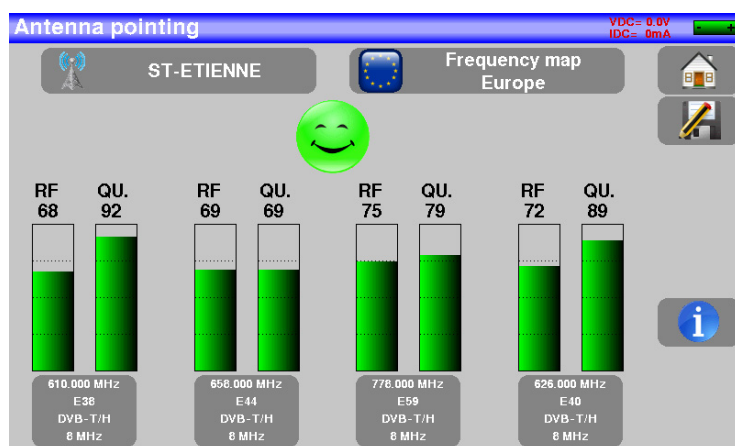 Antenna pointing
VDC= 0.0V
IDC= 0mA
- +
ST-ETIENNE
Frequency map
Europe
RF QU. RF QU. RF QU. RF QU.
68 92 69 69 75 79 72 89
610.000 MHz
E38
DVB-T/H
8 MHz
658.000 MHz
E44
DVB-T/H
8 MHz
778.000 MHz
E59
DVB-T/H
8 MHz
626.000 MHz
E40
DVB-T/H
8 MHz
i